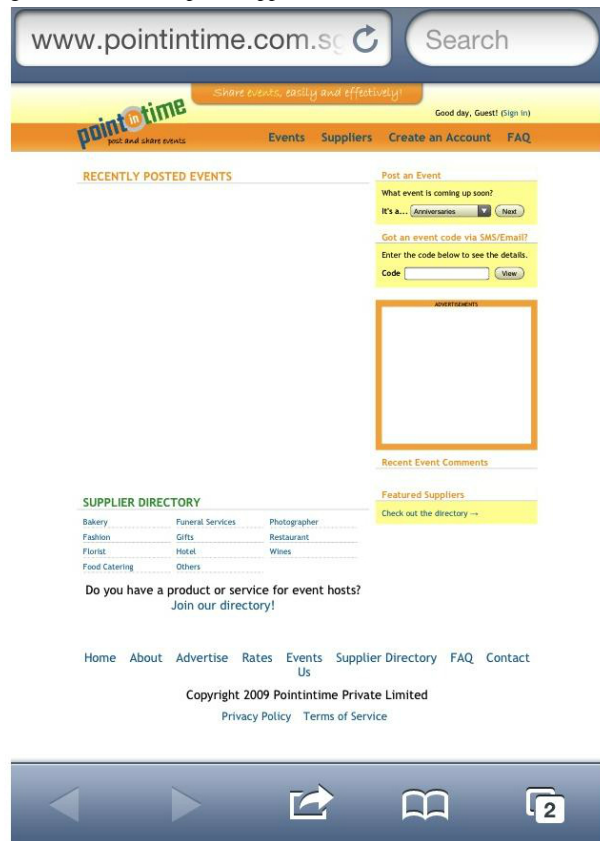 www.pointintime.com.sg
Search
Share events, easily and effectively!
Good day, Guest! (Sign in)
point in time
post and share events
Events Suppliers Create an Account FAQ
RECENTLY POSTED EVENTS
Post an Event
What event is coming up soon?
It's a... Anniversaries Next
Got an event code via SMS/Email?
Enter the code below to see the details.
Code View
ADVERTISEMENTS
Recent Event Comments
Featured Suppliers
Check out the directory →
SUPPLIER DIRECTORY
Bakery Funeral Services Photographer
Fashion Gifts Restaurant
Florist Hotel Wines
Food Catering Others
Do you have a product or service for event hosts?
Join our directory!
Home About Advertise Rates Events Supplier Directory FAQ Contact
Us
Copyright 2009 Pointintime Private Limited
Privacy Policy Terms of Service
2